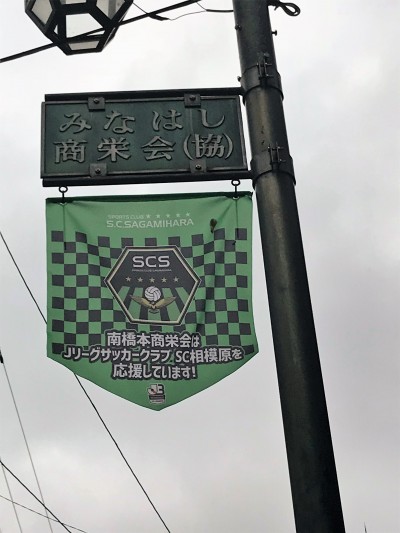 みなはし
商栄会(協)
SPORTS CLUB
S.C.SAGAMIHARA
SCS
南橋本商栄会は
Jリーグサッカークラブ SC相模原を
応援しています!